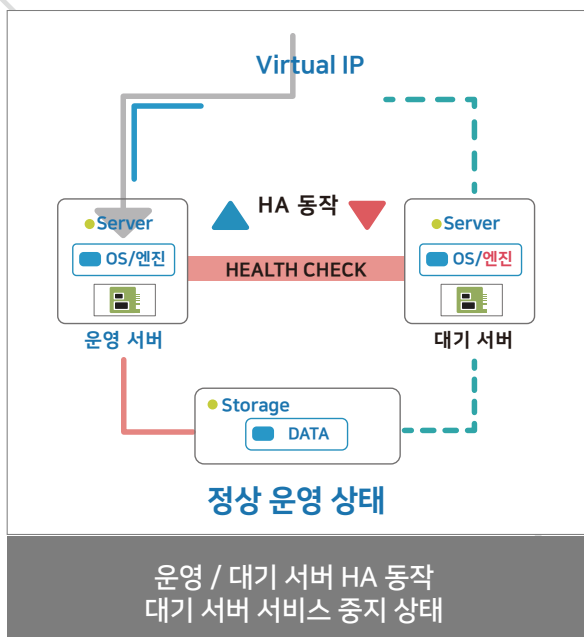 Virtual IP
HA 동작
Server
OS/엔진
운영 서버
HEALTH CHECK
Server
OS/엔진
대기 서버
Storage
DATA
정상 운영 상태
운영 / 대기 서버 HA 동작
대기 서버 서비스 중지 상태